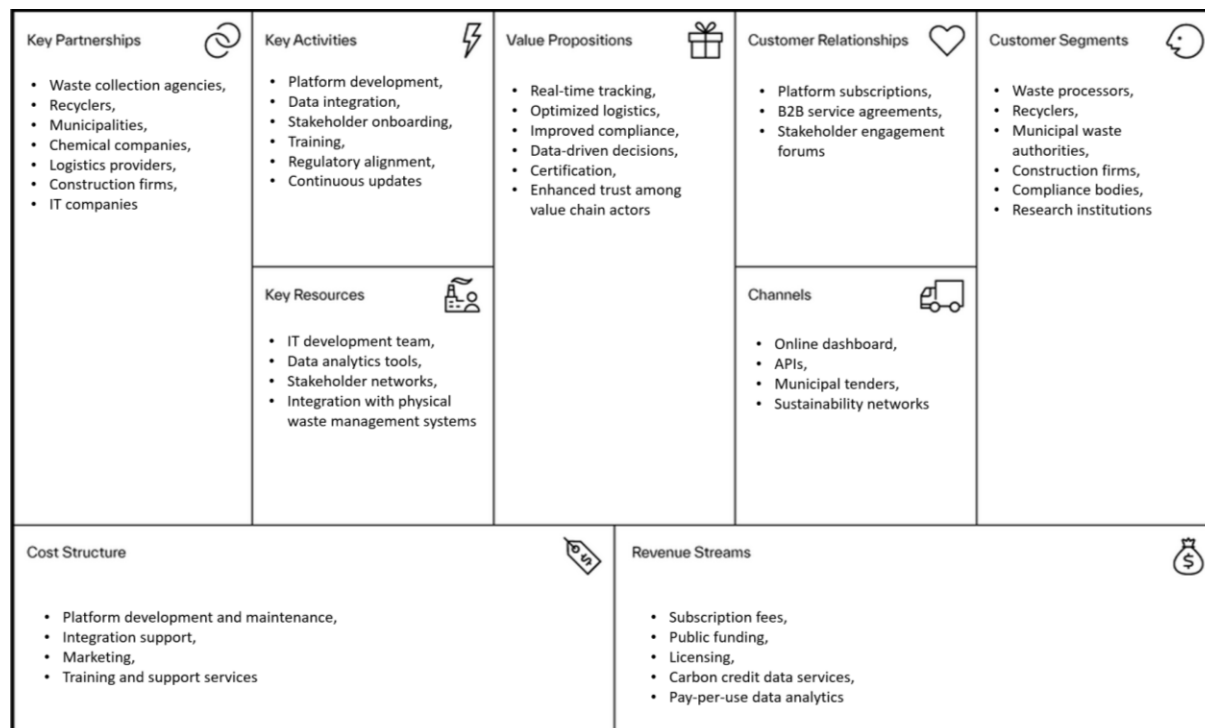 Key Partnerships
• Waste collection agencies,
• Recyclers,
• Municipalities,
• Chemical companies,
• Logistics providers,
• Construction firms,
• IT companies
Key Activities
• Platform development,
• Data integration,
• Stakeholder onboarding,
• Training,
• Regulatory alignment,
• Continuous updates
Key Resources
• IT development team,
• Data analytics tools,
• Stakeholder networks,
• Integration with physical
waste management systems
Value Propositions
• Real-time tracking,
• Optimized logistics,
• Improved compliance,
• Data-driven decisions,
• Certification,
• Enhanced trust among
value chain actors
Customer Relationships
• Platform subscriptions,
• B2B service agreements,
• Stakeholder engagement
forums
Channels
• Online dashboard,
• APIs,
• Municipal tenders,
• Sustainability networks
Customer Segments
• Waste processors,
• Recyclers,
• Municipal waste
authorities,
• Construction firms,
• Compliance bodies,
• Research institutions
Cost Structure
• Platform development and maintenance,
• Integration support,
• Marketing,
• Training and support services
Revenue Streams
• Subscription fees,
• Public funding,
• Licensing,
• Carbon credit data services,
• Pay-per-use data analytics